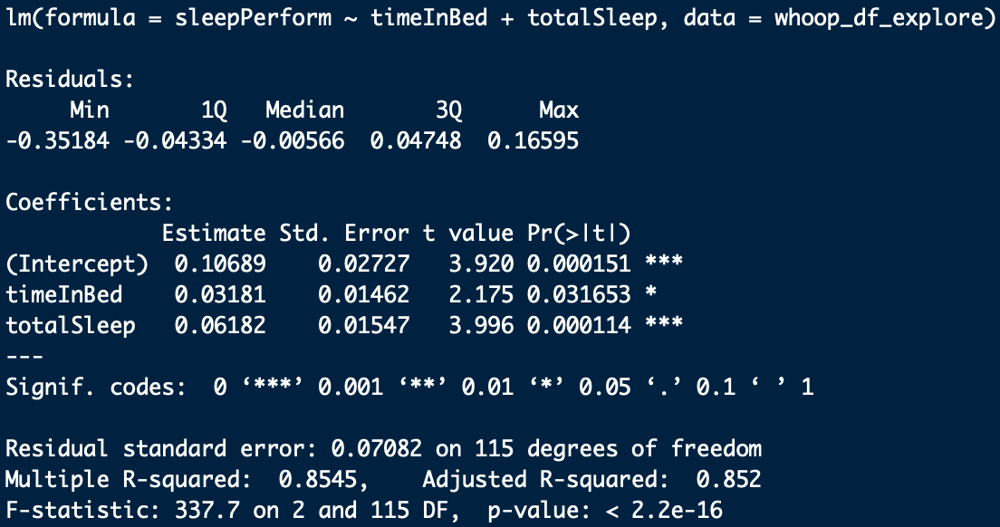 lm(formula = sleepPerform ~ timeInBed + totalSleep, data = whoop_df_explore)
Residuals:
Min 1Q Median 3Q Max
-0.35184 -0.04334 -0.00566 0.04748 0.16595
Coefficients:
Estimate Std. Error t value Pr(>|t|)
(Intercept) 0.10689 0.02727 3.920 0.000151 ***
timeInBed 0.03181 0.01462 2.175 0.031653 *
totalSleep 0.06182 0.01547 3.996 0.000114 ***
---
Signif. codes: 0 ‘***’ 0.001 ‘**’ 0.01 ‘*’ 0.05 ‘.’ 0.1 ‘ ’ 1
Residual standard error: 0.07082 on 115 degrees of freedom
Multiple R-squared: 0.8545, Adjusted R-squared: 0.852
F-statistic: 337.7 on 2 and 115 DF, p-value: < 2.2e-16